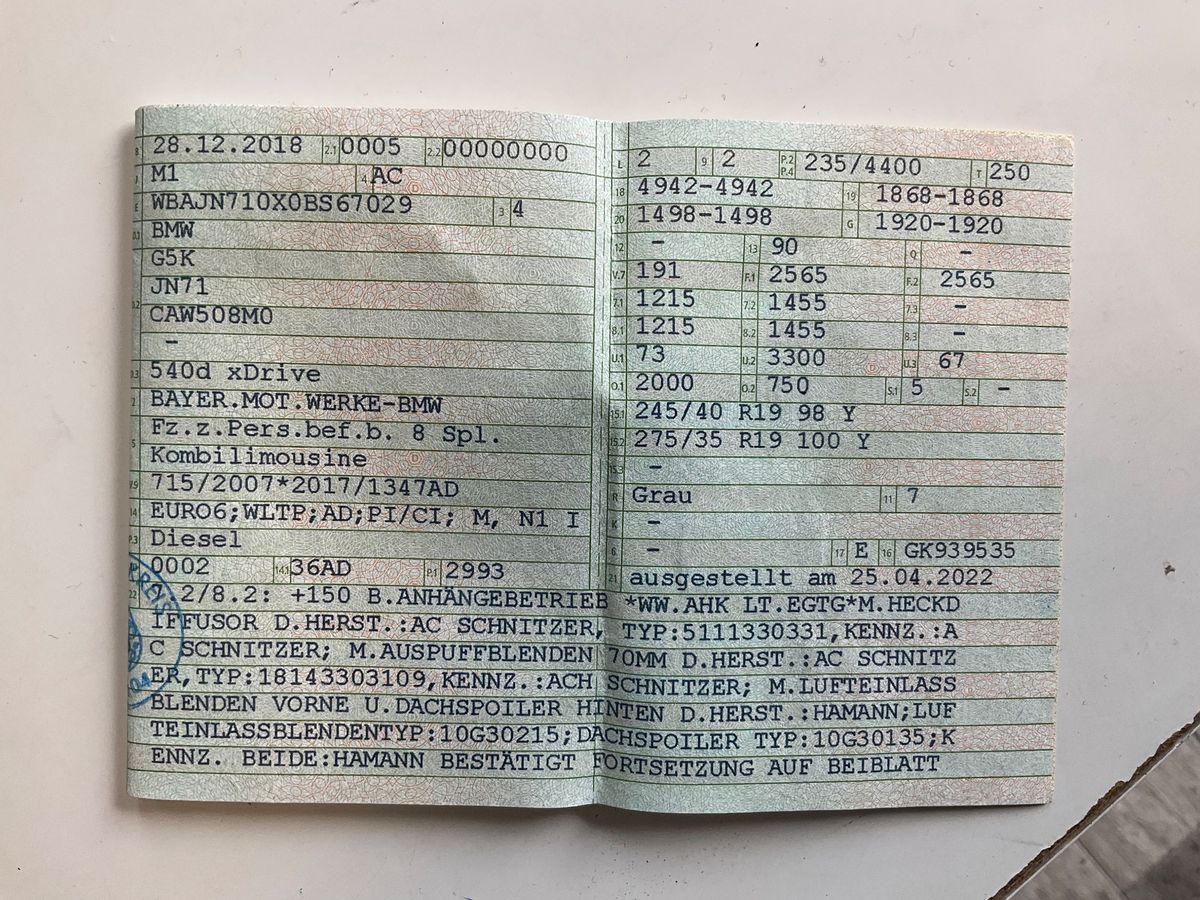 B 28.12.2018 2.1 0005 2.2 00000000
J M1 4 AC
E WBAJN710X0BS67029 3 4
D.1 BMW
G5K
JN71
D.2 CAW508M0
–
D.3 540d xDrive
2 BAYER.MOT.WERKE-BMW
Fz.z.Pers.bef.b. 8 Spl.
5 Kombilimousine
V.9 715/2007*2017/1347AD
14 EURO6;WLTP;AD;PI/CI; M, N1 I
P.3 Diesel
0002 14.1 36AD P.1 2993
L 2 9 2 P.2 P.4 235/4400 T 250
18 4942-4942 19 1868-1868
20 1498-1498 G 1920-1920
12 – 13 90 Q –
V.7 191 F.1 2565 F.2 2565
7.1 1215 7.2 1455 7.3 –
8.1 1215 8.2 1455 8.3 –
U.1 73 U.2 3300 U.3 67
O.1 2000 O.2 750 S.1 5 S.2 –
15.1 245/40 R19 98 Y
15.2 275/35 R19 100 Y
15.3 –
R Grau 11 7
K –
6 – 17 E 16 GK939535
21 ausgestellt am 25.04.2022
22 2/8.2: +150 B.ANHÄNGEBETRIEB *WW.AHK LT.EGTG*M.HECKD
IFFUSOR D.HERST.:AC SCHNITZER, TYP:5111330331,KENNZ.:A
C SCHNITZER; M.AUSPUFFBLENDEN 70MM D.HERST.:AC SCHNITZ
ER,TYP:18143303109,KENNZ.:ACH SCHNITZER; M.LUFTEINLASS
BLENDEN VORNE U.DACHSPOILER HINTEN D.HERST.:HAMANN;LUF
TEINLASSBLENDENTYP:10G30215;DACHSPOILER TYP:10G30135;K
ENNZ. BEIDE:HAMANN BESTÄTIGT FORTSETZUNG AUF BEIBLATT